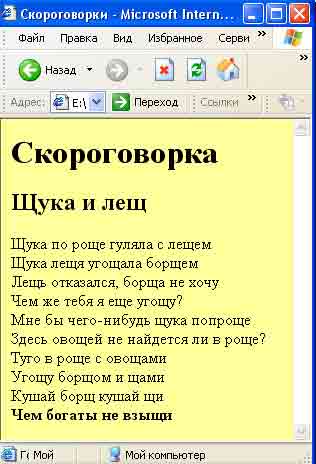 Скороговорки - Microsoft Intern...
Файл Правка Вид Избранное Серви »
Назад »
Адрес: E:\ Переход Ссылки »
Скороговорка
Щука и лещ
Щука по роще гуляла с лещем
Щука лещя угощала борщем
Лещь отказался, борща не хочу
Чем же тебя я еще угощу?
Мне бы чего-нибудь щука попроще
Здесь овощей не найдется ли в роще?
Туго в роще с овощами
Угощу борщом и щами
Кушай борщ кушай щи
Чем богаты не взыщи
Мой Мой компьютер